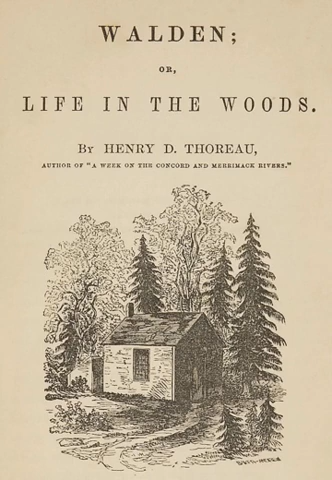 WALDEN;
OR,
LIFE IN THE WOODS.
BY HENRY D. THOREAU,
AUTHOR OF "A WEEK ON THE CONCORD AND MERRIMACK RIVERS."